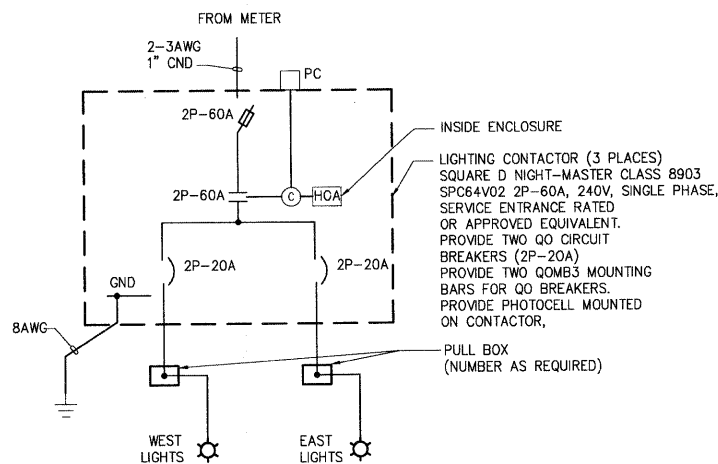 FROM METER
2-3AWG
1" CND
PC
2P-60A
INSIDE ENCLOSURE
LIGHTING CONTACTOR (3 PLACES)
SQUARE D NIGHT-MASTER CLASS 8903
SPC64V02 2P-60A, 240V, SINGLE PHASE,
SERVICE ENTRANCE RATED
OR APPROVED EQUIVALENT.
PROVIDE TWO QO CIRCUIT
BREAKERS (2P-20A)
PROVIDE TWO QOMB3 MOUNTING
BARS FOR QO BREAKERS.
PROVIDE PHOTOCELL MOUNTED
ON CONTACTOR,
2P-60A
C
HOA
2P-20A
2P-20A
GND
8AWG
PULL BOX
(NUMBER AS REQUIRED)
WEST
LIGHTS
EAST
LIGHTS